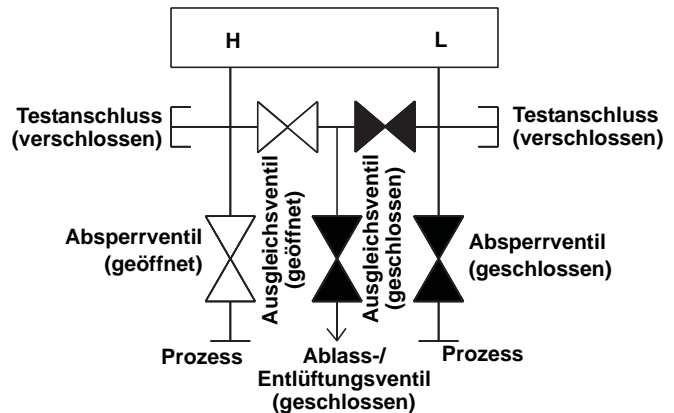 H
L
Testanschluss
(verschlossen)
Testanschluss
(verschlossen)
Absperrventil
(geöffnet)
Ausgleichsventil
(geöffnet)
Ausgleichsventil
(geschlossen)
Absperrventil
(geschlossen)
Prozess
Ablass-/
Entlüftungsventil
(geschlossen)
Prozess